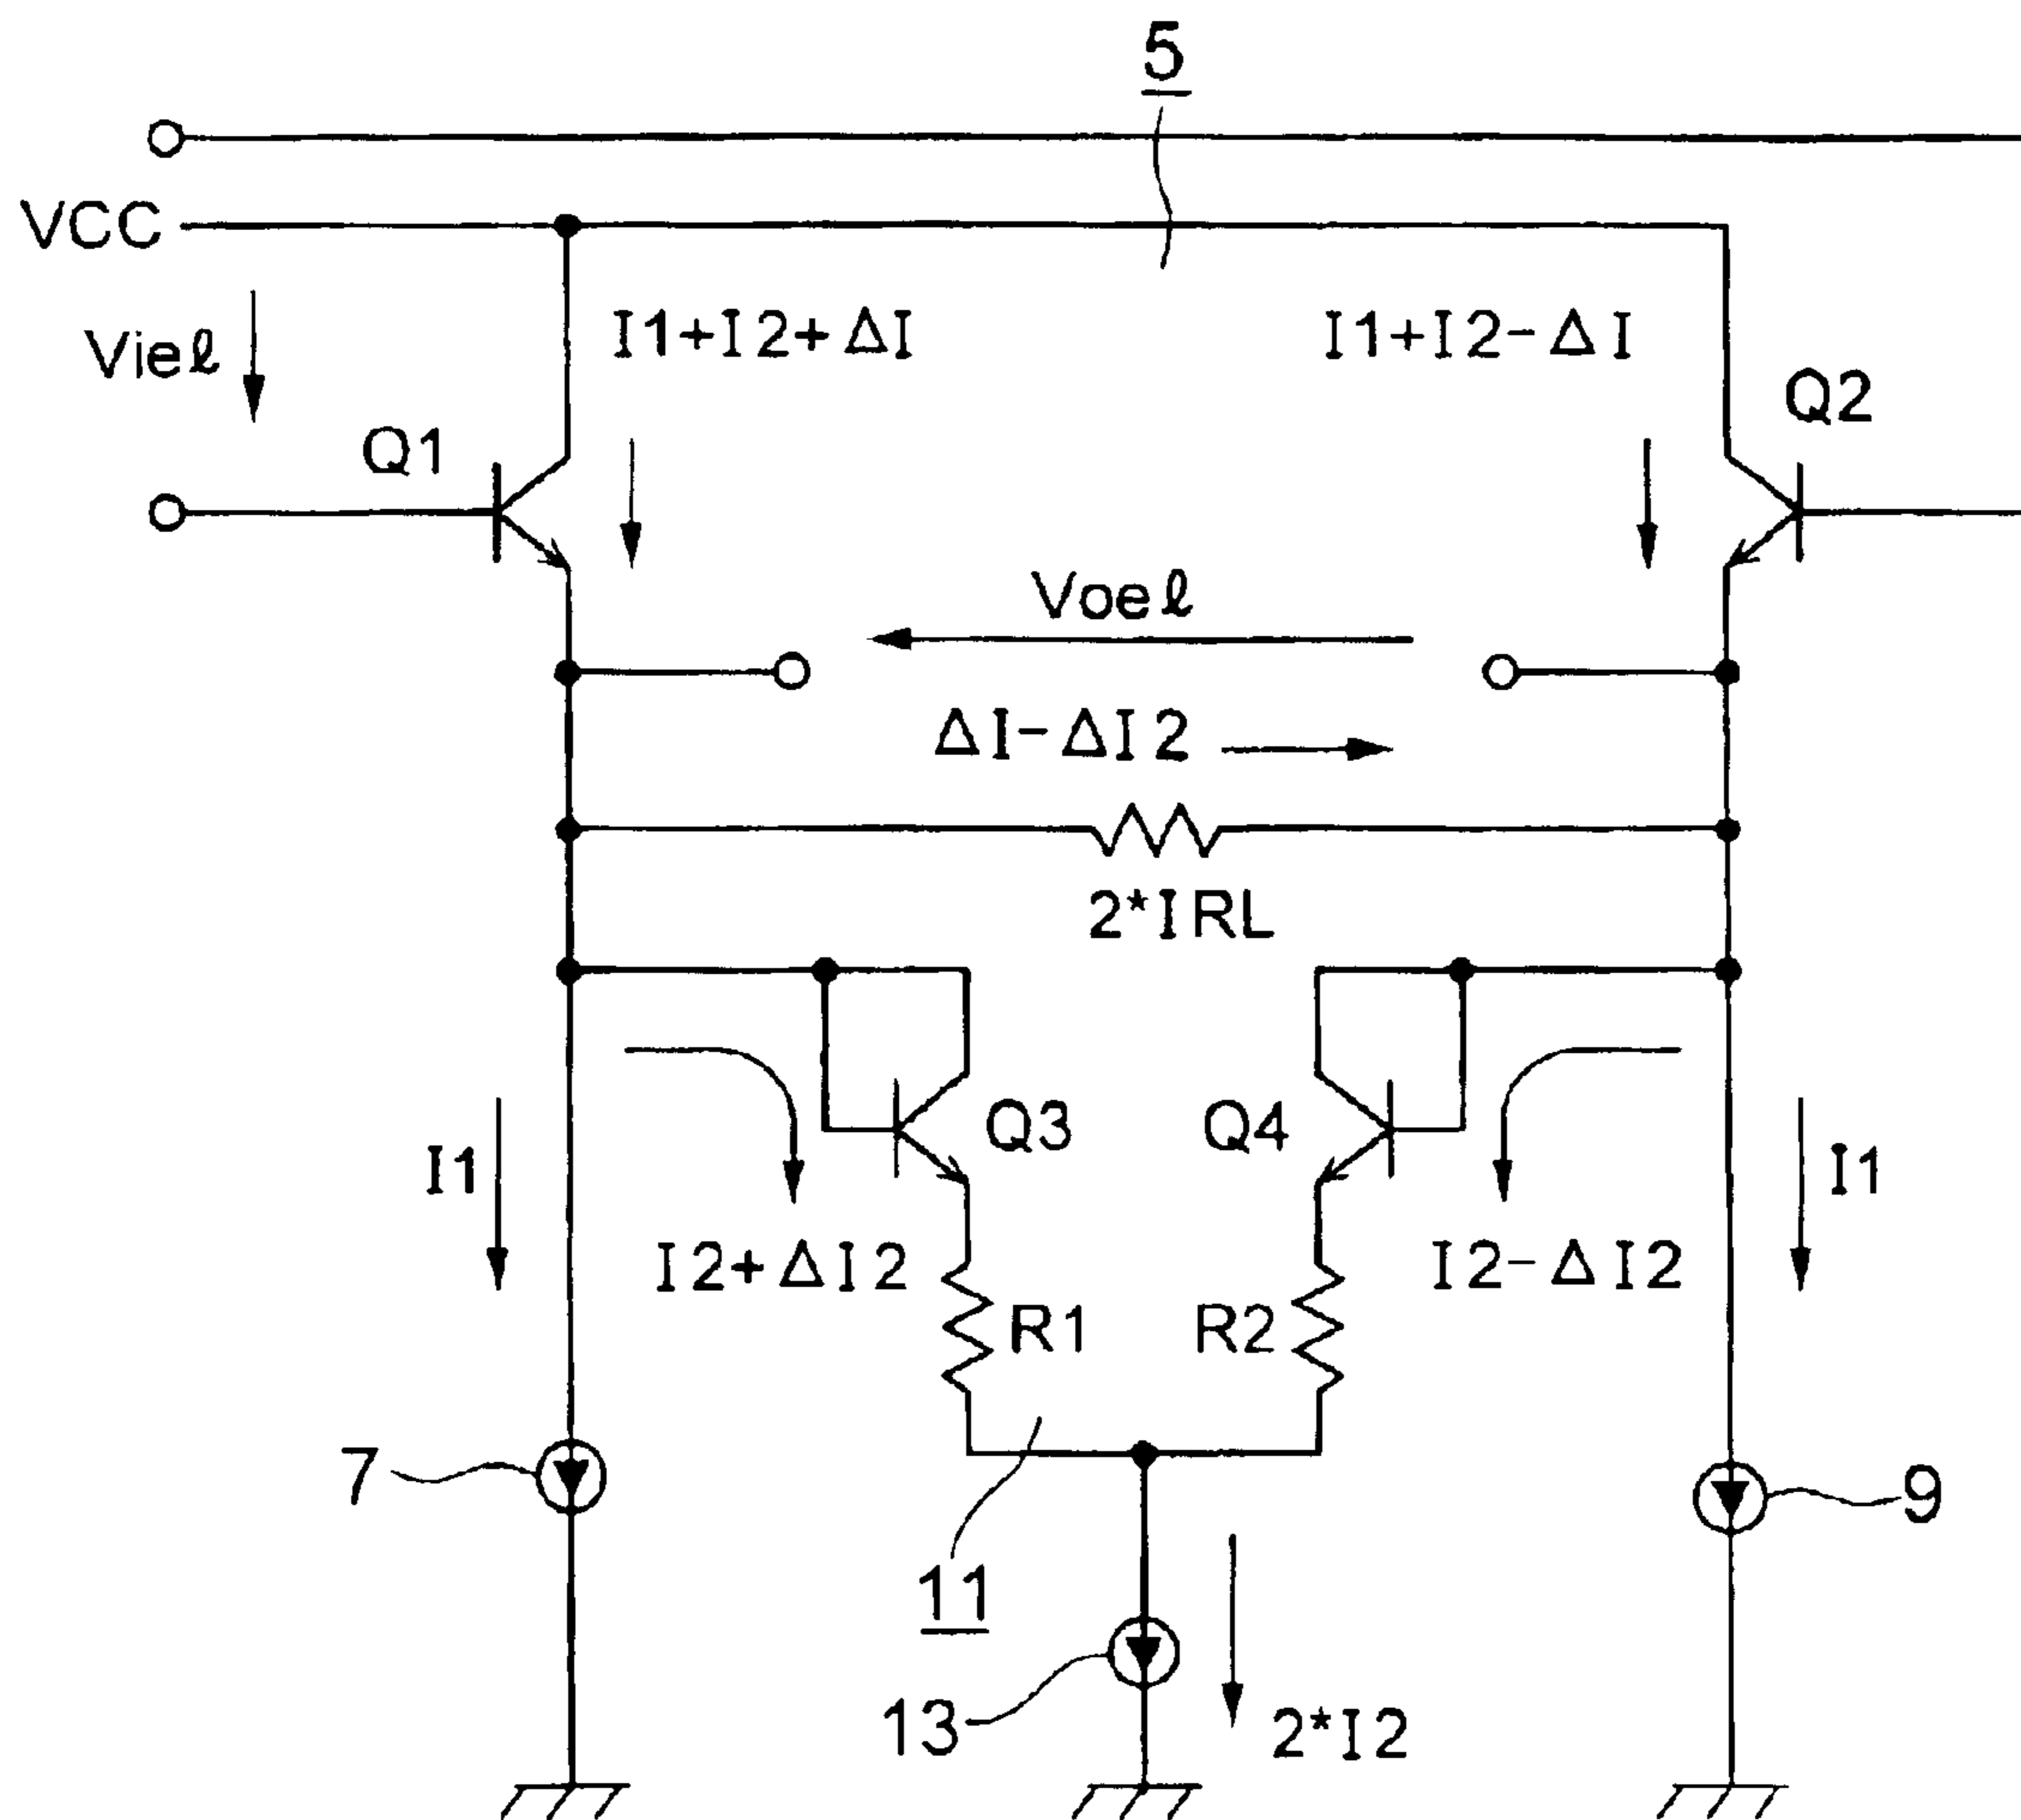 5
VCC
Vieℓ
I1+I2+ΔI
I1+I2-ΔI
Q1
Q2
Voeℓ
ΔI-ΔI2
2*IRL
Q3
Q4
I1
I1
I2+ΔI2
I2-ΔI2
R1
R2
7
9
11
13
2*I2